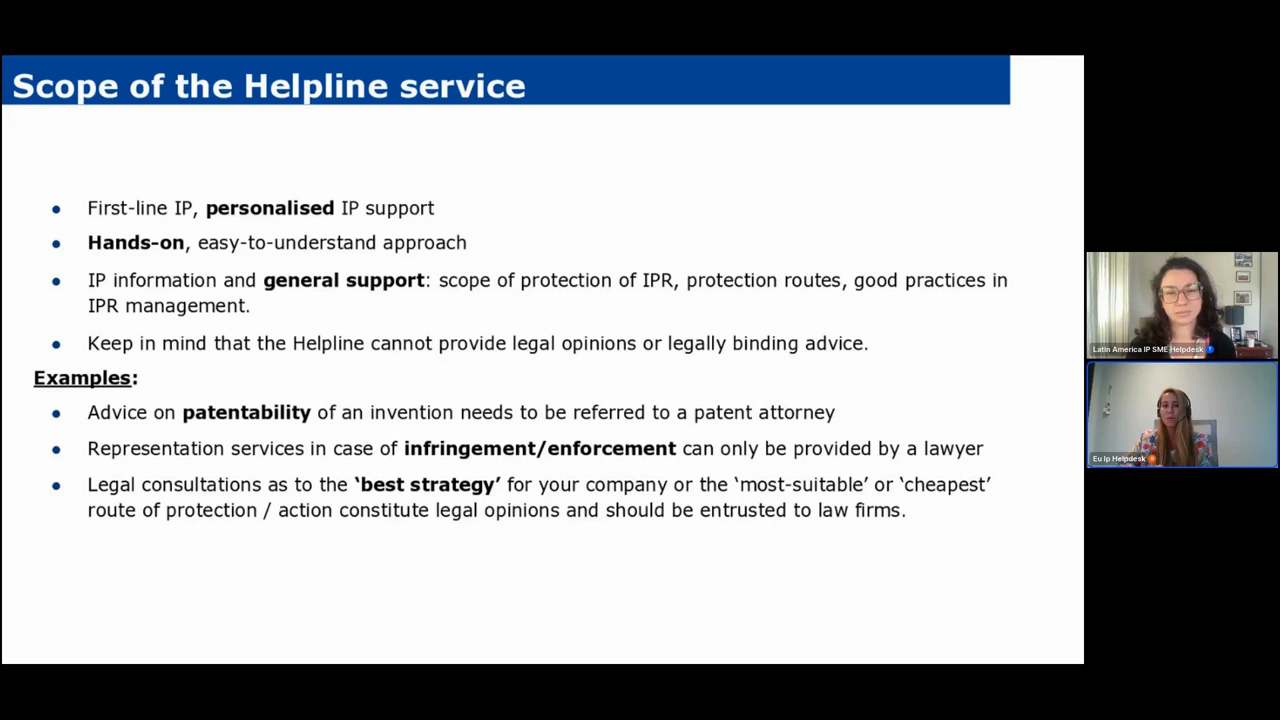 Scope of the Helpline service
● First-line IP, personalised IP support
● Hands-on, easy-to-understand approach
● IP information and general support: scope of protection of IPR, protection routes, good practices in
IPR management.
● Keep in mind that the Helpline cannot provide legal opinions or legally binding advice.
Examples:
● Advice on patentability of an invention needs to be referred to a patent attorney
● Representation services in case of infringement/enforcement can only be provided by a lawyer
● Legal consultations as to the ‘best strategy’ for your company or the ‘most-suitable’ or ‘cheapest’
route of protection / action constitute legal opinions and should be entrusted to law firms.
Latin America IP SME Helpdesk
Eu Ip Helpdesk